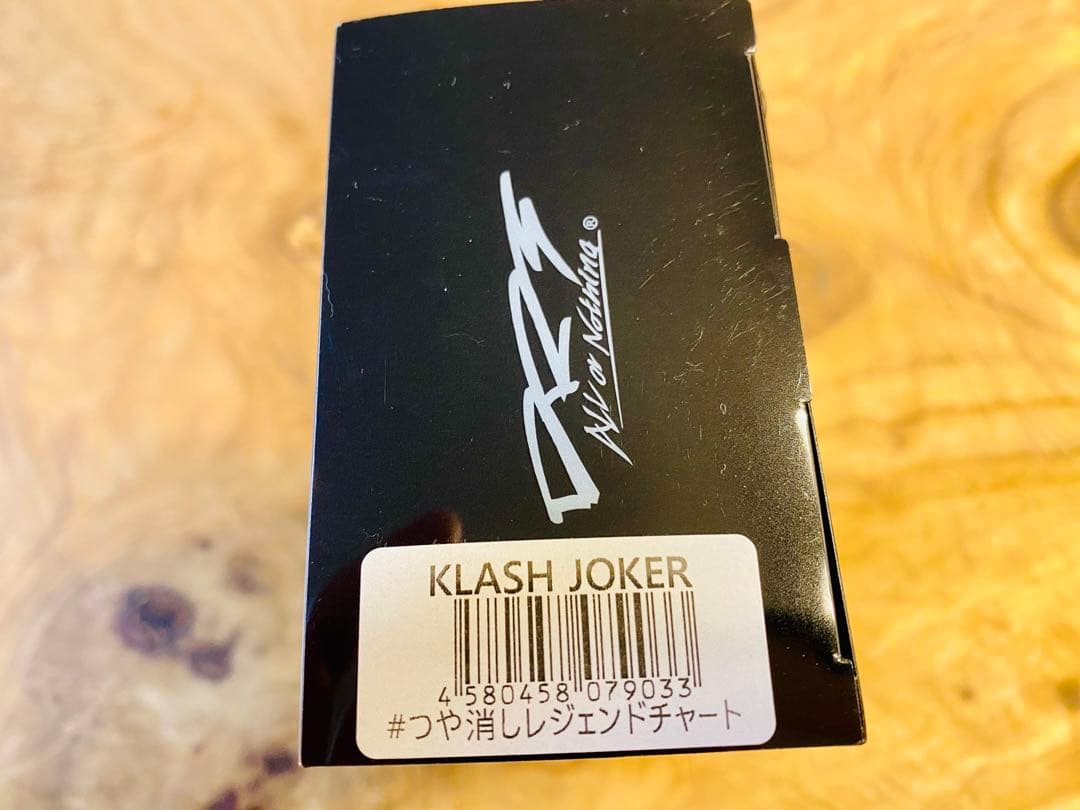 DRT
All or Nothing ®
KLASH JOKER
4 580458 079033
#つや消しレジェンドチャート